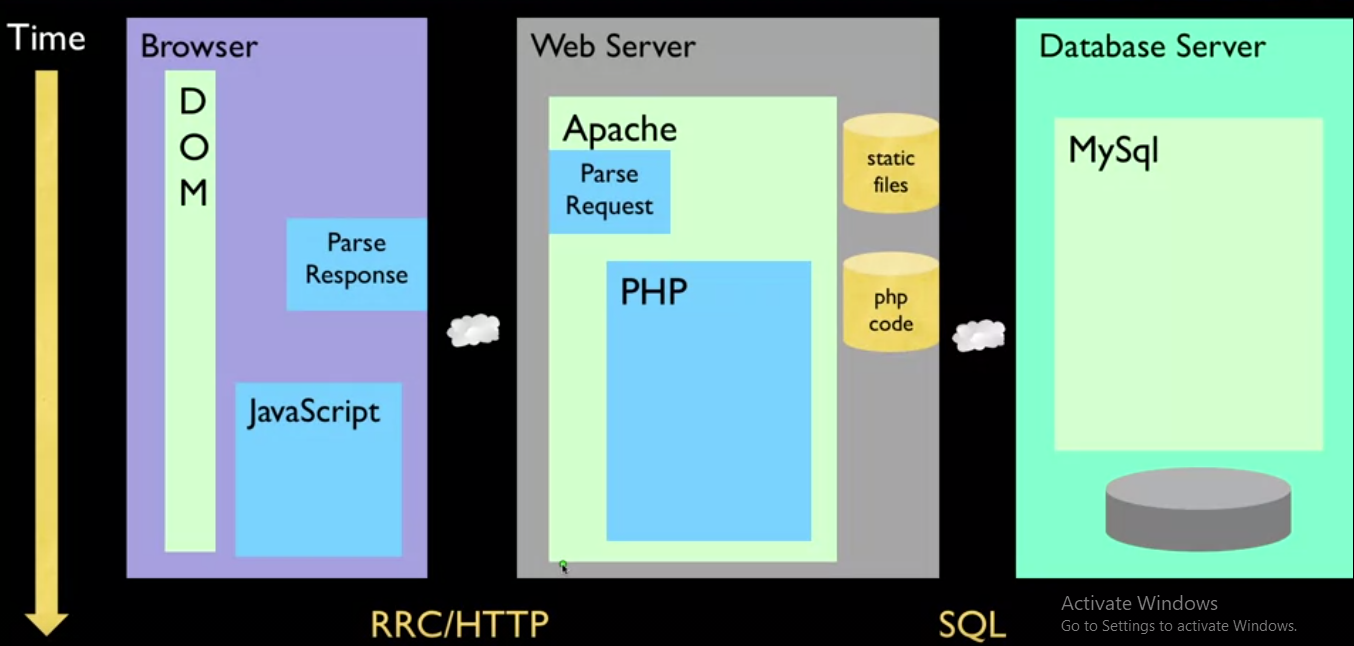 Time
Browser
D
O
M
Parse
Response
JavaScript
Web Server
Apache
Parse
Request
PHP
static
files
php
code
Database Server
MySql
RRC/HTTP
SQL
Activate Windows
Go to Settings to activate Windows.